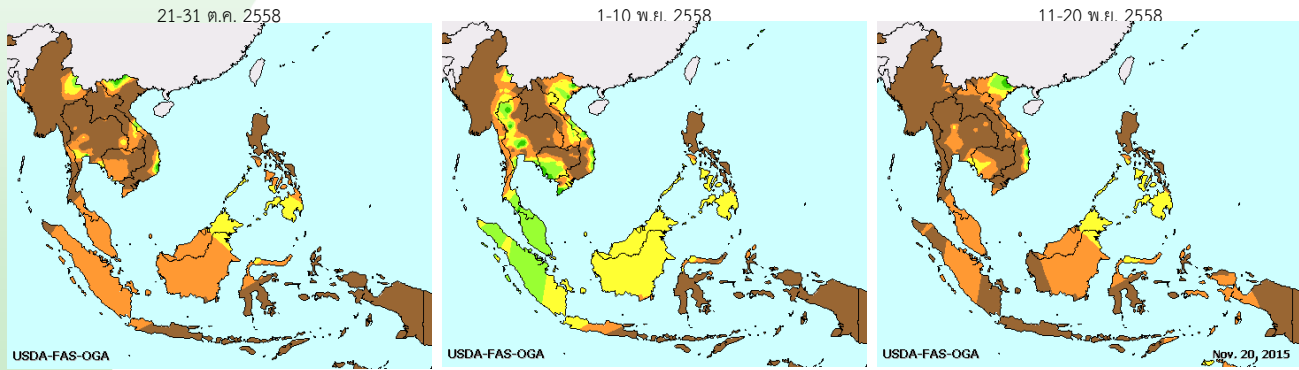 21-31 ต.ค. 2558
1-10 พ.ย. 2558
11-20 พ.ย. 2558
USDA-FAS-OGA
USDA-FAS-OGA
USDA-FAS-OGA
Nov. 20, 2015